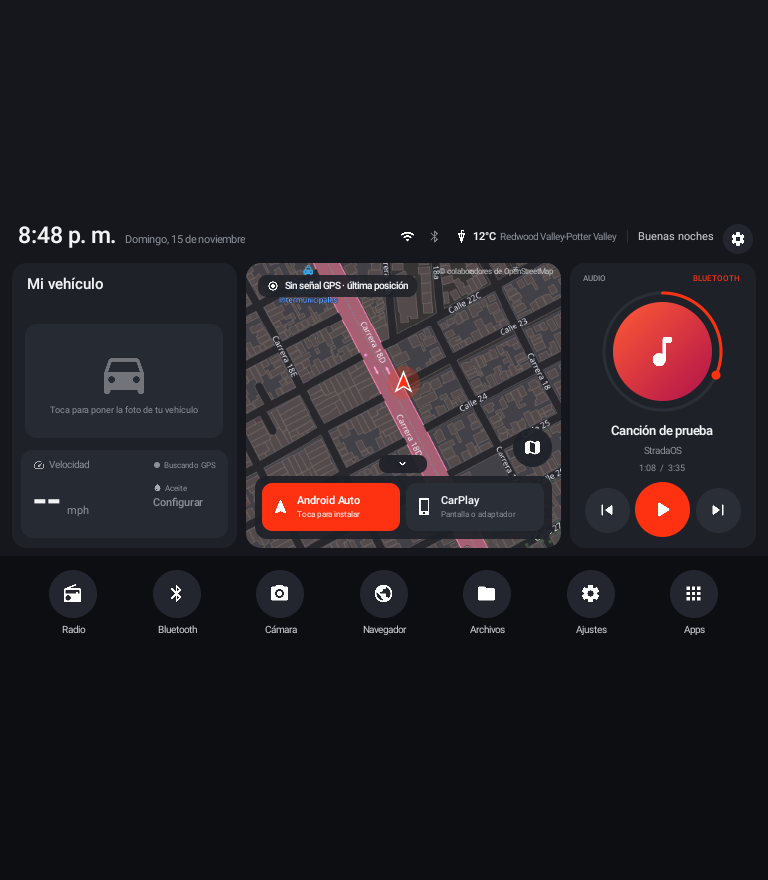 8:48 p. m. Domingo, 15 de noviembre
12°C Redwood Valley-Potter Valley
Buenas noches
Mi vehículo
Toca para poner la foto de tu vehículo
Velocidad
Buscando GPS
-- mph
Aceite
Configurar
© colaboradores de OpenStreetMap
Sin señal GPS · última posición
Intermunicipales
18a
Calle 22C
Calle 23
Carrera 18D
Carrera 18E
Carrera 18
Calle 24
Android Auto
Toca para instalar
CarPlay
Pantalla o adaptador
AUDIO
BLUETOOTH
Canción de prueba
StradaOS
1:08 / 3:35
Radio
Bluetooth
Cámara
Navegador
Archivos
Ajustes
Apps